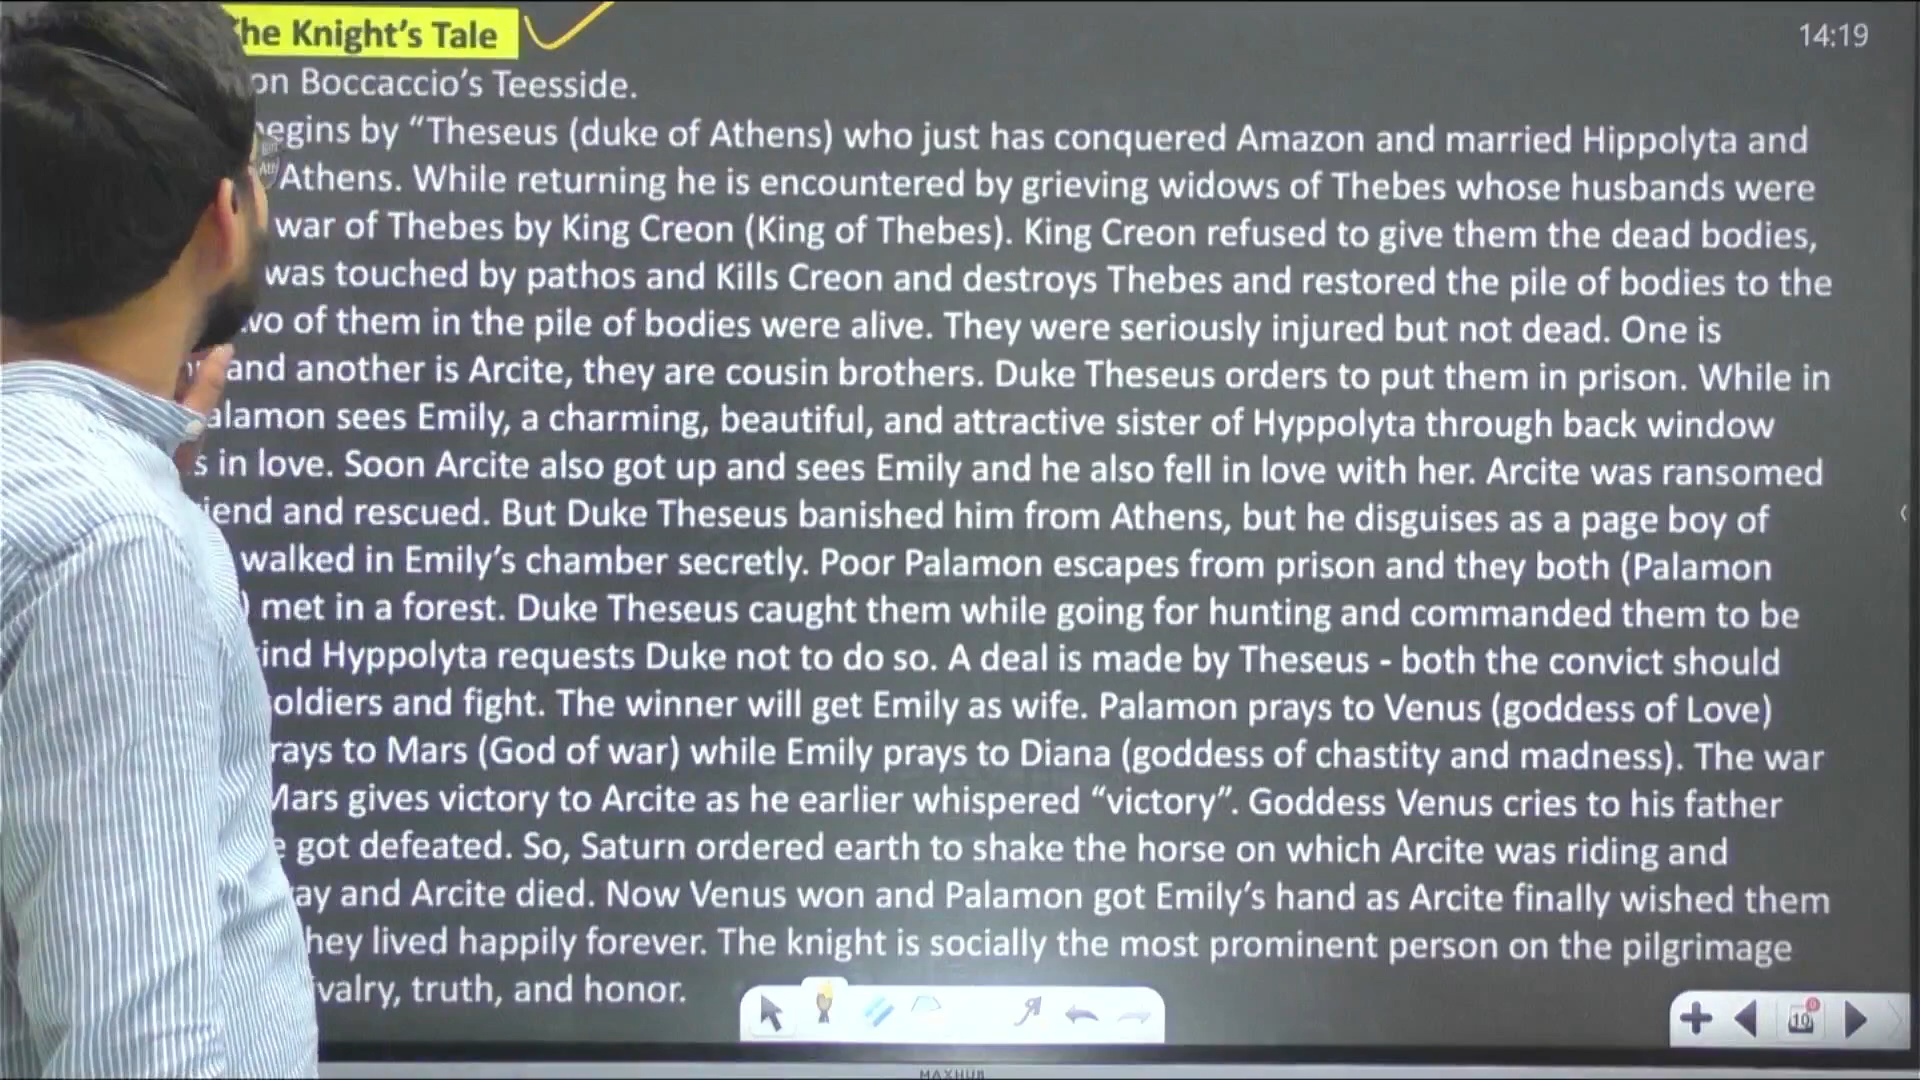 The Knight's Tale
14:19
on Boccaccio's Teesside.
begins by “Theseus (duke of Athens) who just has conquered Amazon and married Hippolyta and
Athens. While returning he is encountered by grieving widows of Thebes whose husbands were
war of Thebes by King Creon (King of Thebes). King Creon refused to give them the dead bodies,
was touched by pathos and Kills Creon and destroys Thebes and restored the pile of bodies to the
two of them in the pile of bodies were alive. They were seriously injured but not dead. One is
and another is Arcite, they are cousin brothers. Duke Theseus orders to put them in prison. While in
alamon sees Emily, a charming, beautiful, and attractive sister of Hyppolyta through back window
s in love. Soon Arcite also got up and sees Emily and he also fell in love with her. Arcite was ransomed
iend and rescued. But Duke Theseus banished him from Athens, but he disguises as a page boy of
walked in Emily's chamber secretly. Poor Palamon escapes from prison and they both (Palamon
) met in a forest. Duke Theseus caught them while going for hunting and commanded them to be
ind Hyppolyta requests Duke not to do so. A deal is made by Theseus - both the convict should
oldiers and fight. The winner will get Emily as wife. Palamon prays to Venus (goddess of Love)
rays to Mars (God of war) while Emily prays to Diana (goddess of chastity and madness). The war
Mars gives victory to Arcite as he earlier whispered “victory”. Goddess Venus cries to his father
e got defeated. So, Saturn ordered earth to shake the horse on which Arcite was riding and
ay and Arcite died. Now Venus won and Palamon got Emily's hand as Arcite finally wished them
hey lived happily forever. The knight is socially the most prominent person on the pilgrimage
valry, truth, and honor.
10
MAXHUB